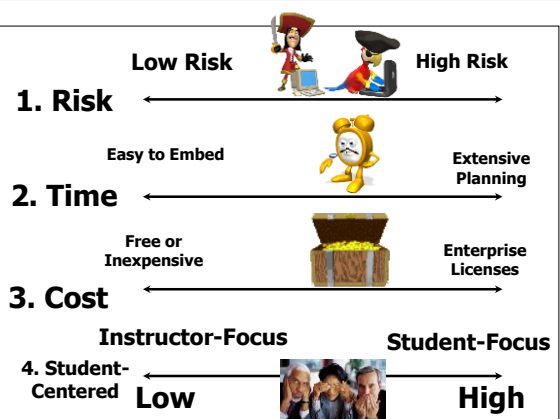 Low Risk
High Risk
1. Risk
Easy to Embed
Extensive
Planning
2. Time
Free or
Inexpensive
Enterprise
Licenses
3. Cost
Instructor-Focus
Student-Focus
4. Student-
Centered
Low
High